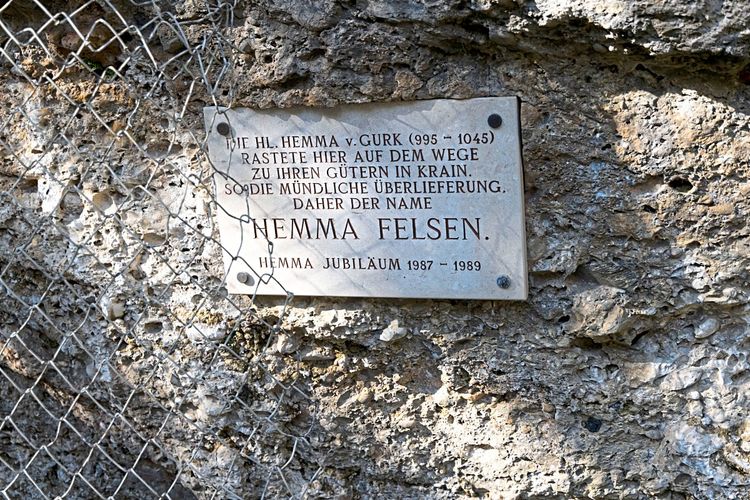 DIE HL. HEMMA v. GURK (995 – 1045)
RASTETE HIER AUF DEM WEGE
ZU IHREN GÜTERN IN KRAIN.
SO DIE MÜNDLICHE ÜBERLIEFERUNG.
DAHER DER NAME
HEMMA FELSEN.
HEMMA JUBILÄUM 1987 – 1989